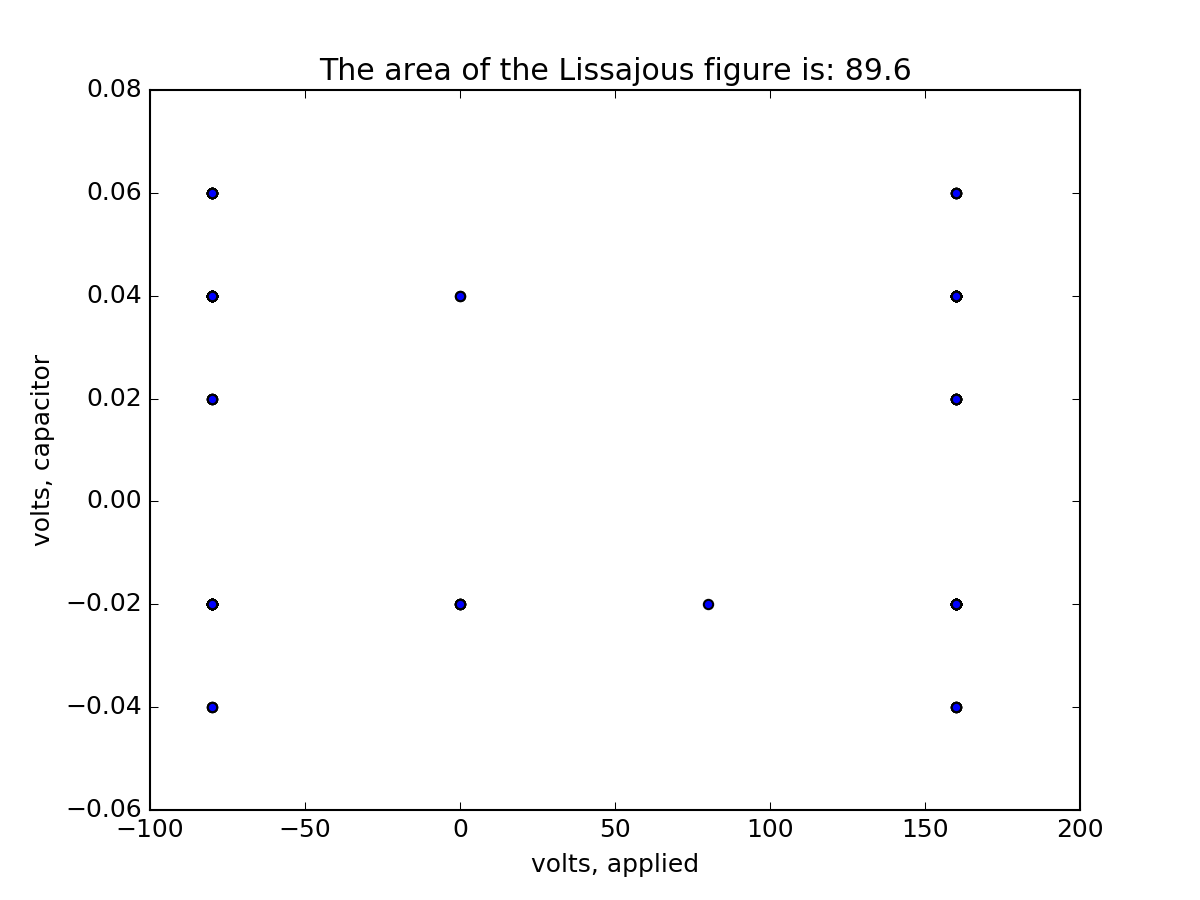 The area of the Lissajous figure is: 89.6
0.08
0.06
0.04
0.02
0.00
−0.02
−0.04
−0.06
volts, capacitor
−100 −50 0 50 100 150 200
volts, applied